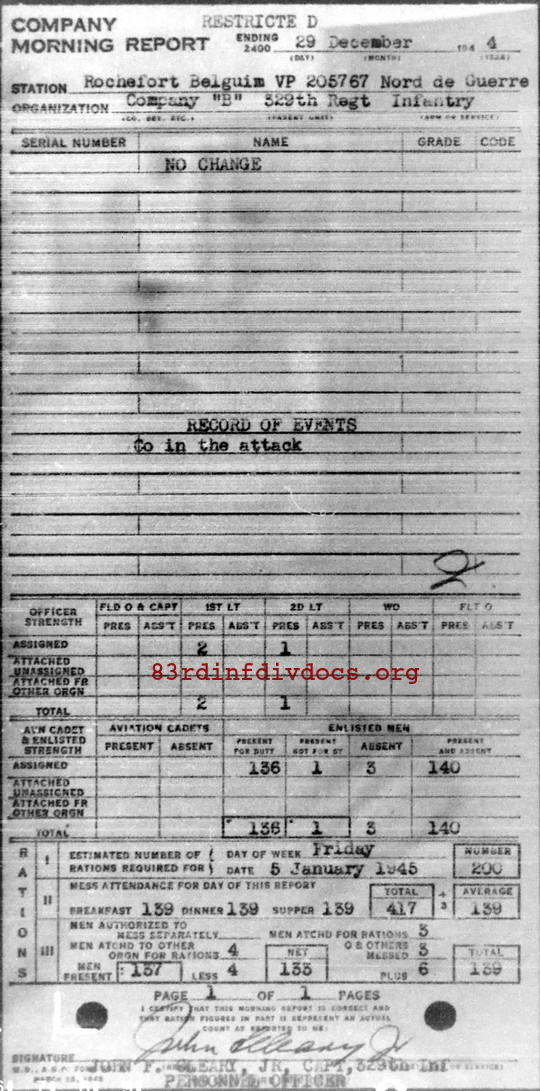 COMPANY RESTRICTE D
MORNING REPORT ENDING 2400 29 December 194 4
(DAY) (MONTH) (YEAR)
STATION Rochefort Belguim VP 205767 Nord de Guerre
ORGANIZATION Company "B" 329th Regt Infantry
(CO. DET. ETC.) (PARENT UNIT) (ARM OR SERVICE)
SERIAL NUMBER NAME GRADE CODE
NO CHANGE
RECORD OF EVENTS
Co in the attack
2
OFFICER STRENGTH FLD O & CAPT 1ST LT 2D LT WO FLT O
PRES ABS'T PRES ABS'T PRES ABS'T PRES ABS'T PRES ABS'T
ASSIGNED 2 1
ATTACHED UNASSIGNED
83rdinfdivdocs.org
ATTACHED FR OTHER ORGN
TOTAL 2 1
AV'N CADET & ENLISTED STRENGTH AVIATION CADETS ENLISTED MEN
PRESENT ABSENT PRESENT FOR DUTY PRESENT NOT FOR DY ABSENT PRESENT AND ABSENT
ASSIGNED 136 1 3 140
ATTACHED UNASSIGNED
ATTACHED FR OTHER ORGN
TOTAL 136 1 3 140
RATIONS
I ESTIMATED NUMBER OF RATIONS REQUIRED FOR DAY OF WEEK Friday NUMBER
DATE 5 January 1945 200
II MESS ATTENDANCE FOR DAY OF THIS REPORT TOTAL ÷ 3 AVERAGE
BREAKFAST 139 DINNER 139 SUPPER 139 417 139
III MEN AUTHORIZED TO MESS SEPARATELY MEN ATCHD FOR RATIONS 3
MEN ATCHD TO OTHER ORGN FOR RATIONS 4 NET O & OTHERS MESSED 3 TOTAL
MEN PRESENT 137 LESS 4 133 PLUS 6 139
PAGE 1 OF 1 PAGES
I CERTIFY THAT THIS MORNING REPORT IS CORRECT AND
THAT RATION FIGURES IN PART III REPRESENT AN ACTUAL
COUNT AS REPORTED TO ME:
John F Cleary Jr
SIGNATURE
JOHN F. CLEARY, JR, CAPT, 329th Inf
PERSONNEL OFFICER